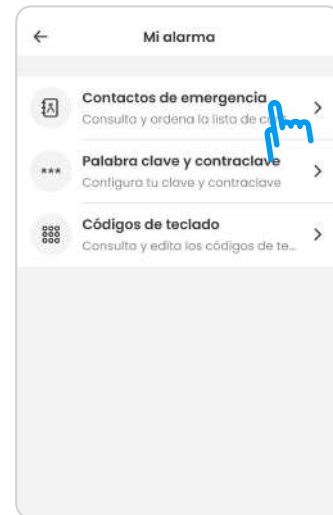 Mi alarma
Contactos de emergencia
Consulta y ordena la lista de
Palabra clave y contraclave
***
Configura tu clave y contraclave
Códigos de teclado
Consulta y edita los códigos de te...